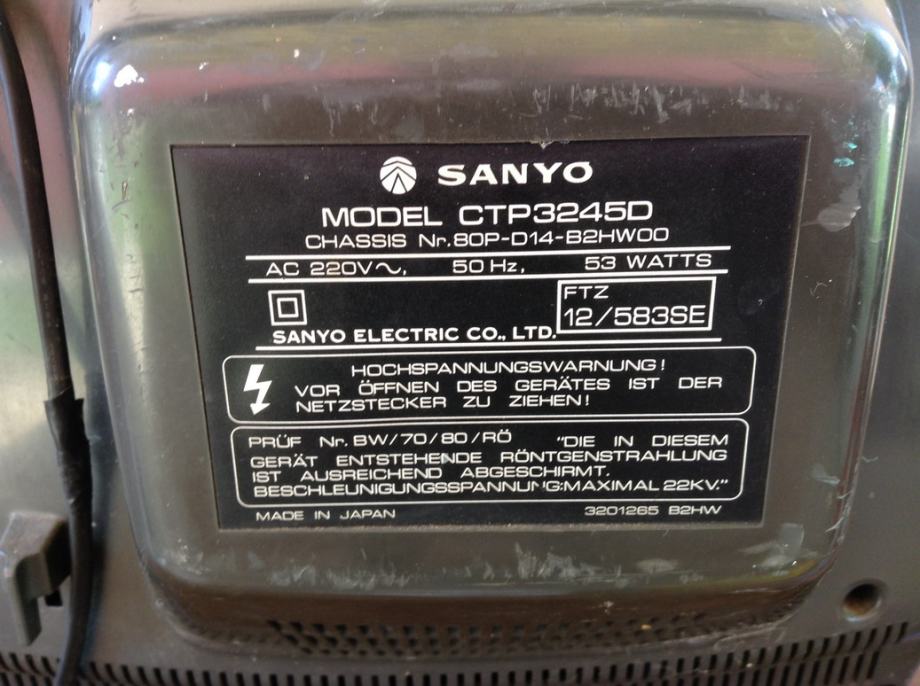 SANYO
MODEL CTP3245D
CHASSIS Nr.80P-D14-B2HW00
AC 220V~, 50 Hz, 53 WATTS
FTZ
12/583SE
SANYO ELECTRIC CO., LTD.
HOCHSPANNUNGSWARNUNG!
VOR ÖFFNEN DES GERÄTES IST DER
NETZSTECKER ZU ZIEHEN!
PRÜF Nr. BW/70/80/RÖ "DIE IN DIESEM
GERÄT ENTSTEHENDE RÖNTGENSTRAHLUNG
IST AUSREICHEND ABGESCHIRMT.
BESCHLEUNIGUNGSSPANNUNG:MAXIMAL 22KV."
MADE IN JAPAN 3201265 B2HW